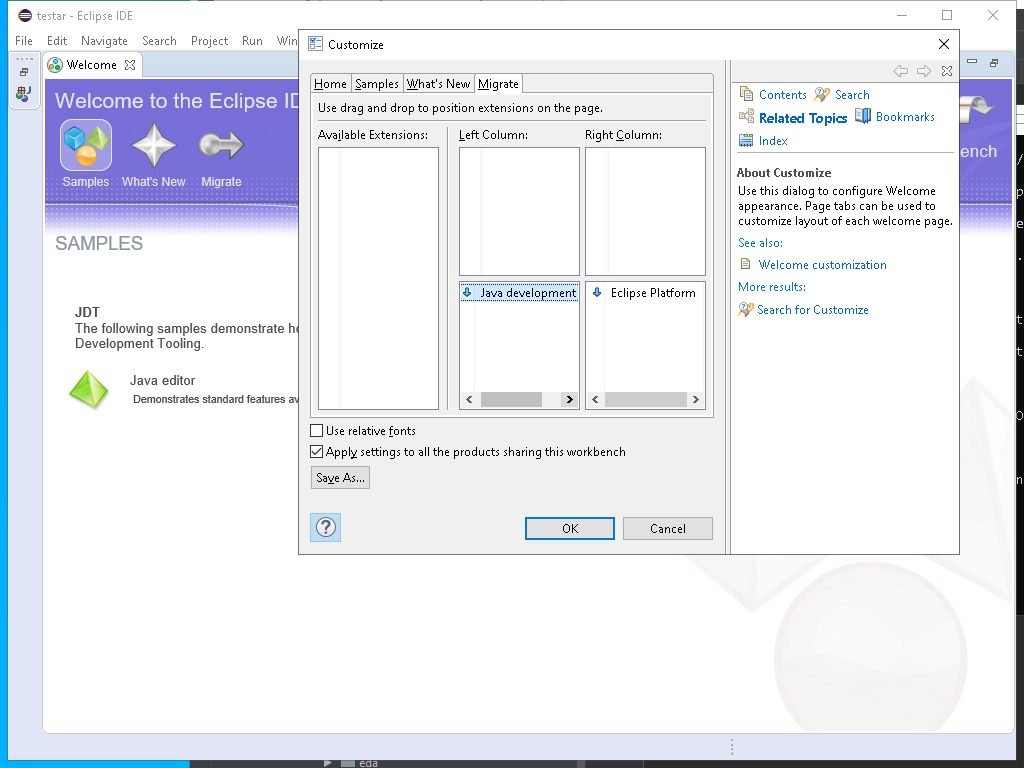 testar - Eclipse IDE
File Edit Navigate Search Project Run Win
Welcome
Welcome to the Eclipse ID
Samples What's New Migrate
ench
SAMPLES
JDT
The following samples demonstrate ho
Development Tooling.
Java editor
Demonstrates standard features av
Customize
Home Samples What's New Migrate
Use drag and drop to position extensions on the page.
Available Extensions: Left Column: Right Column:
Java development Eclipse Platform
Use relative fonts
Apply settings to all the products sharing this workbench
Save As...
?
OK Cancel
Contents Search
Related Topics Bookmarks
Index
About Customize
Use this dialog to configure Welcome
appearance. Page tabs can be used to
customize layout of each welcome page.
See also:
Welcome customization
More results:
Search for Customize
eda